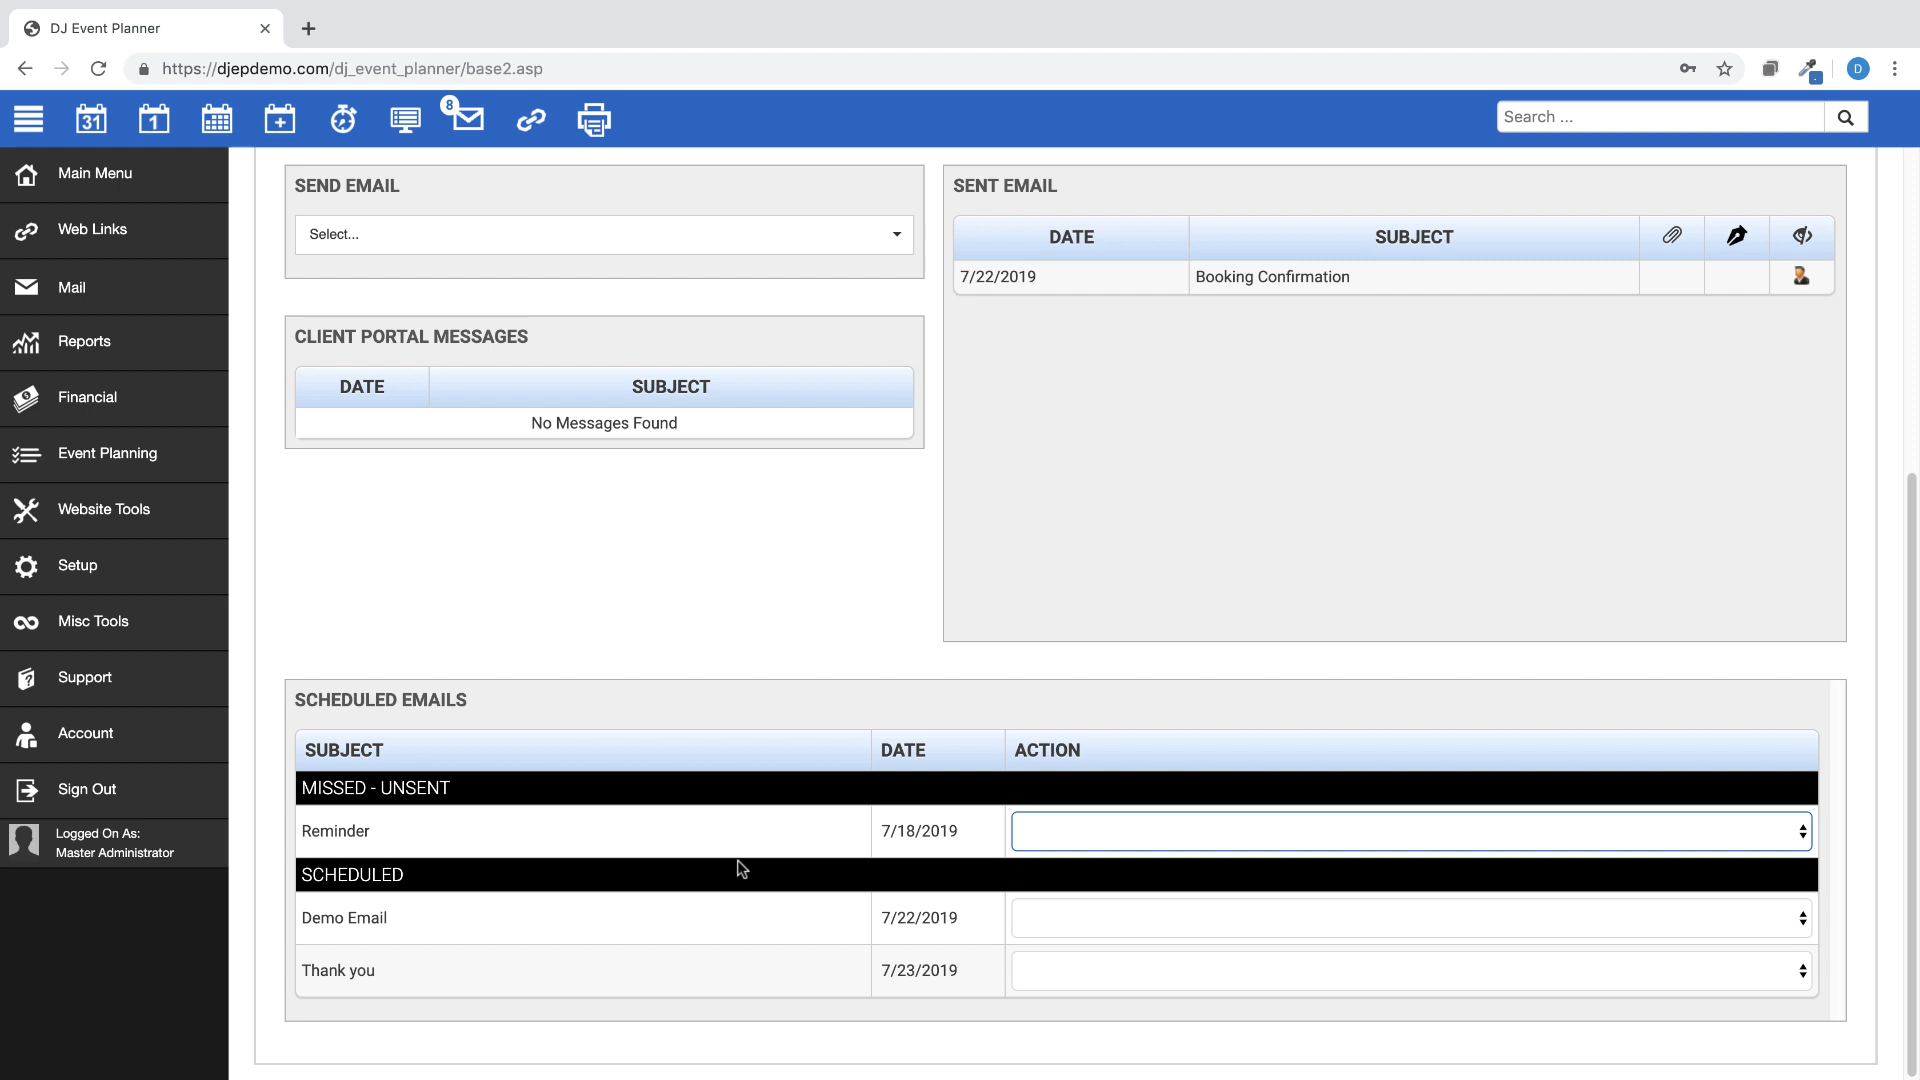 DJ Event Planner
https://djepdemo.com/dj_event_planner/base2.asp
D
31
1
8
Search ...
Main Menu
Web Links
Mail
Reports
Financial
Event Planning
Website Tools
Setup
Misc Tools
Support
Account
Sign Out
Logged On As:
Master Administrator
SEND EMAIL
Select...
CLIENT PORTAL MESSAGES
DATE SUBJECT
No Messages Found
SENT EMAIL
DATE SUBJECT
7/22/2019 Booking Confirmation
SCHEDULED EMAILS
SUBJECT DATE ACTION
MISSED - UNSENT
Reminder 7/18/2019
SCHEDULED
Demo Email 7/22/2019
Thank you 7/23/2019